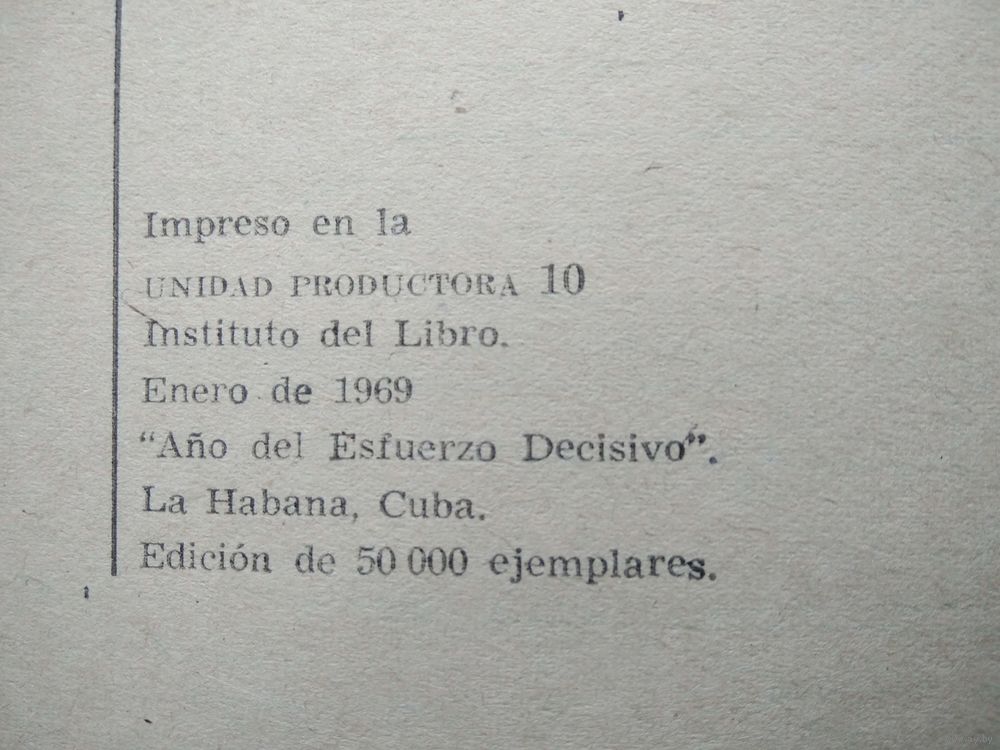 Impreso en la
UNIDAD PRODUCTORA 10
Instituto del Libro.
Enero de 1969
“Año del Esfuerzo Decisivo”.
La Habana, Cuba.
Edición de 50 000 ejemplares.